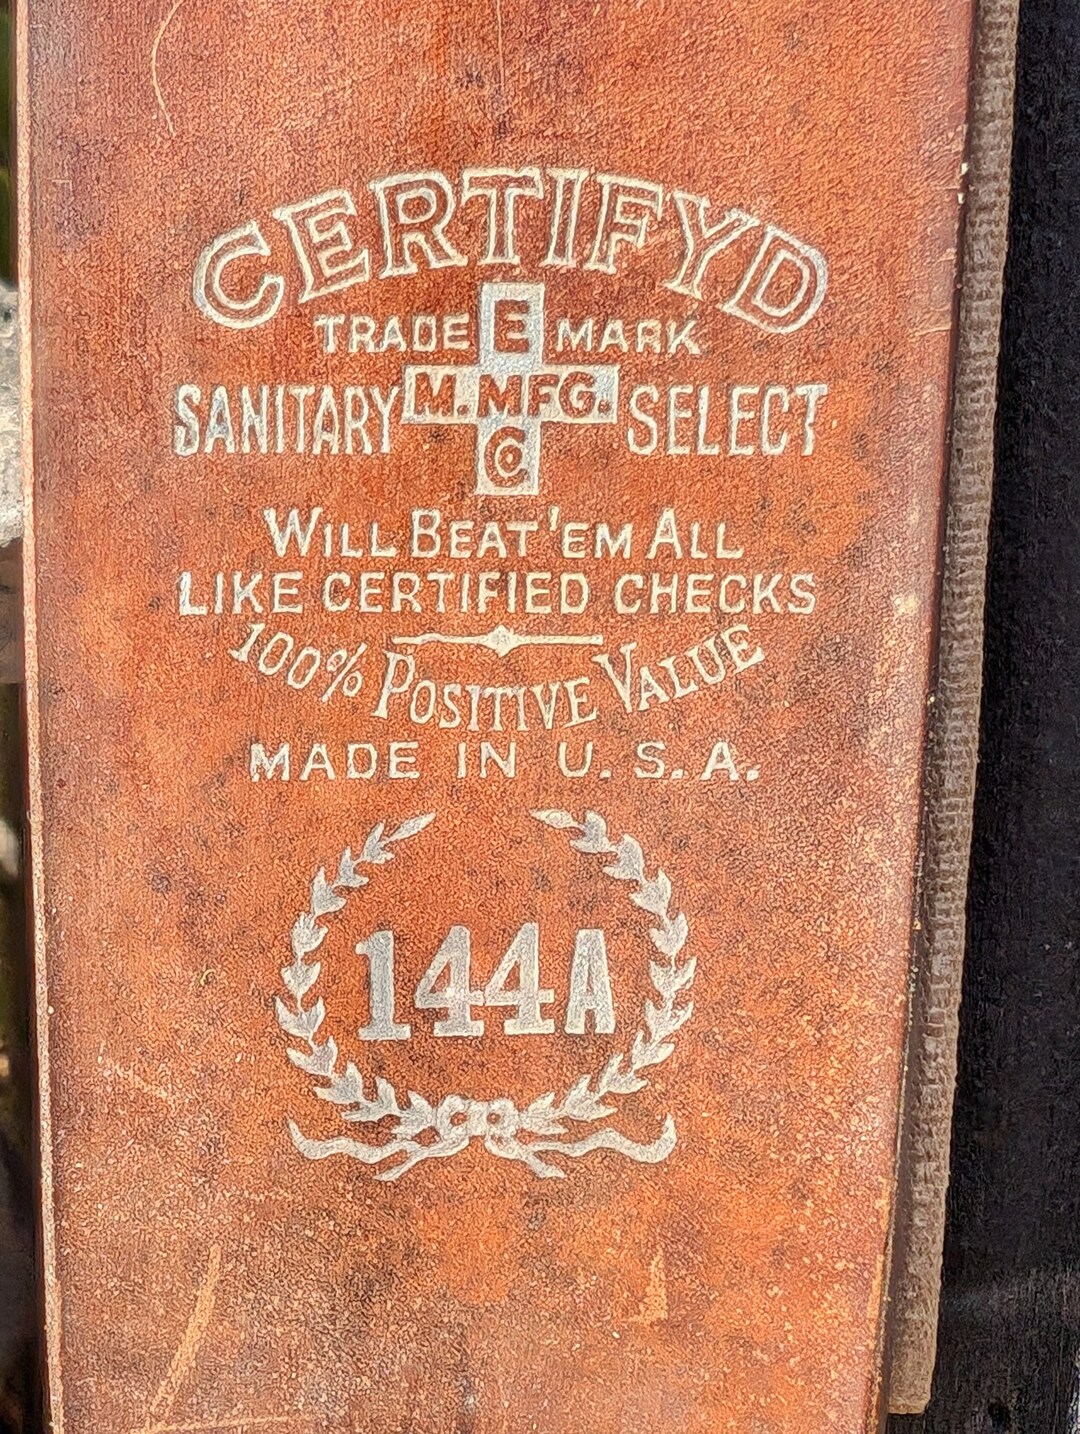 CERTIFYD
TRADE E MARK
SANITARY M. MFG. SELECT
CO
WILL BEAT 'EM ALL
LIKE CERTIFIED CHECKS
100% POSITIVE VALUE
MADE IN U.S.A.
144A